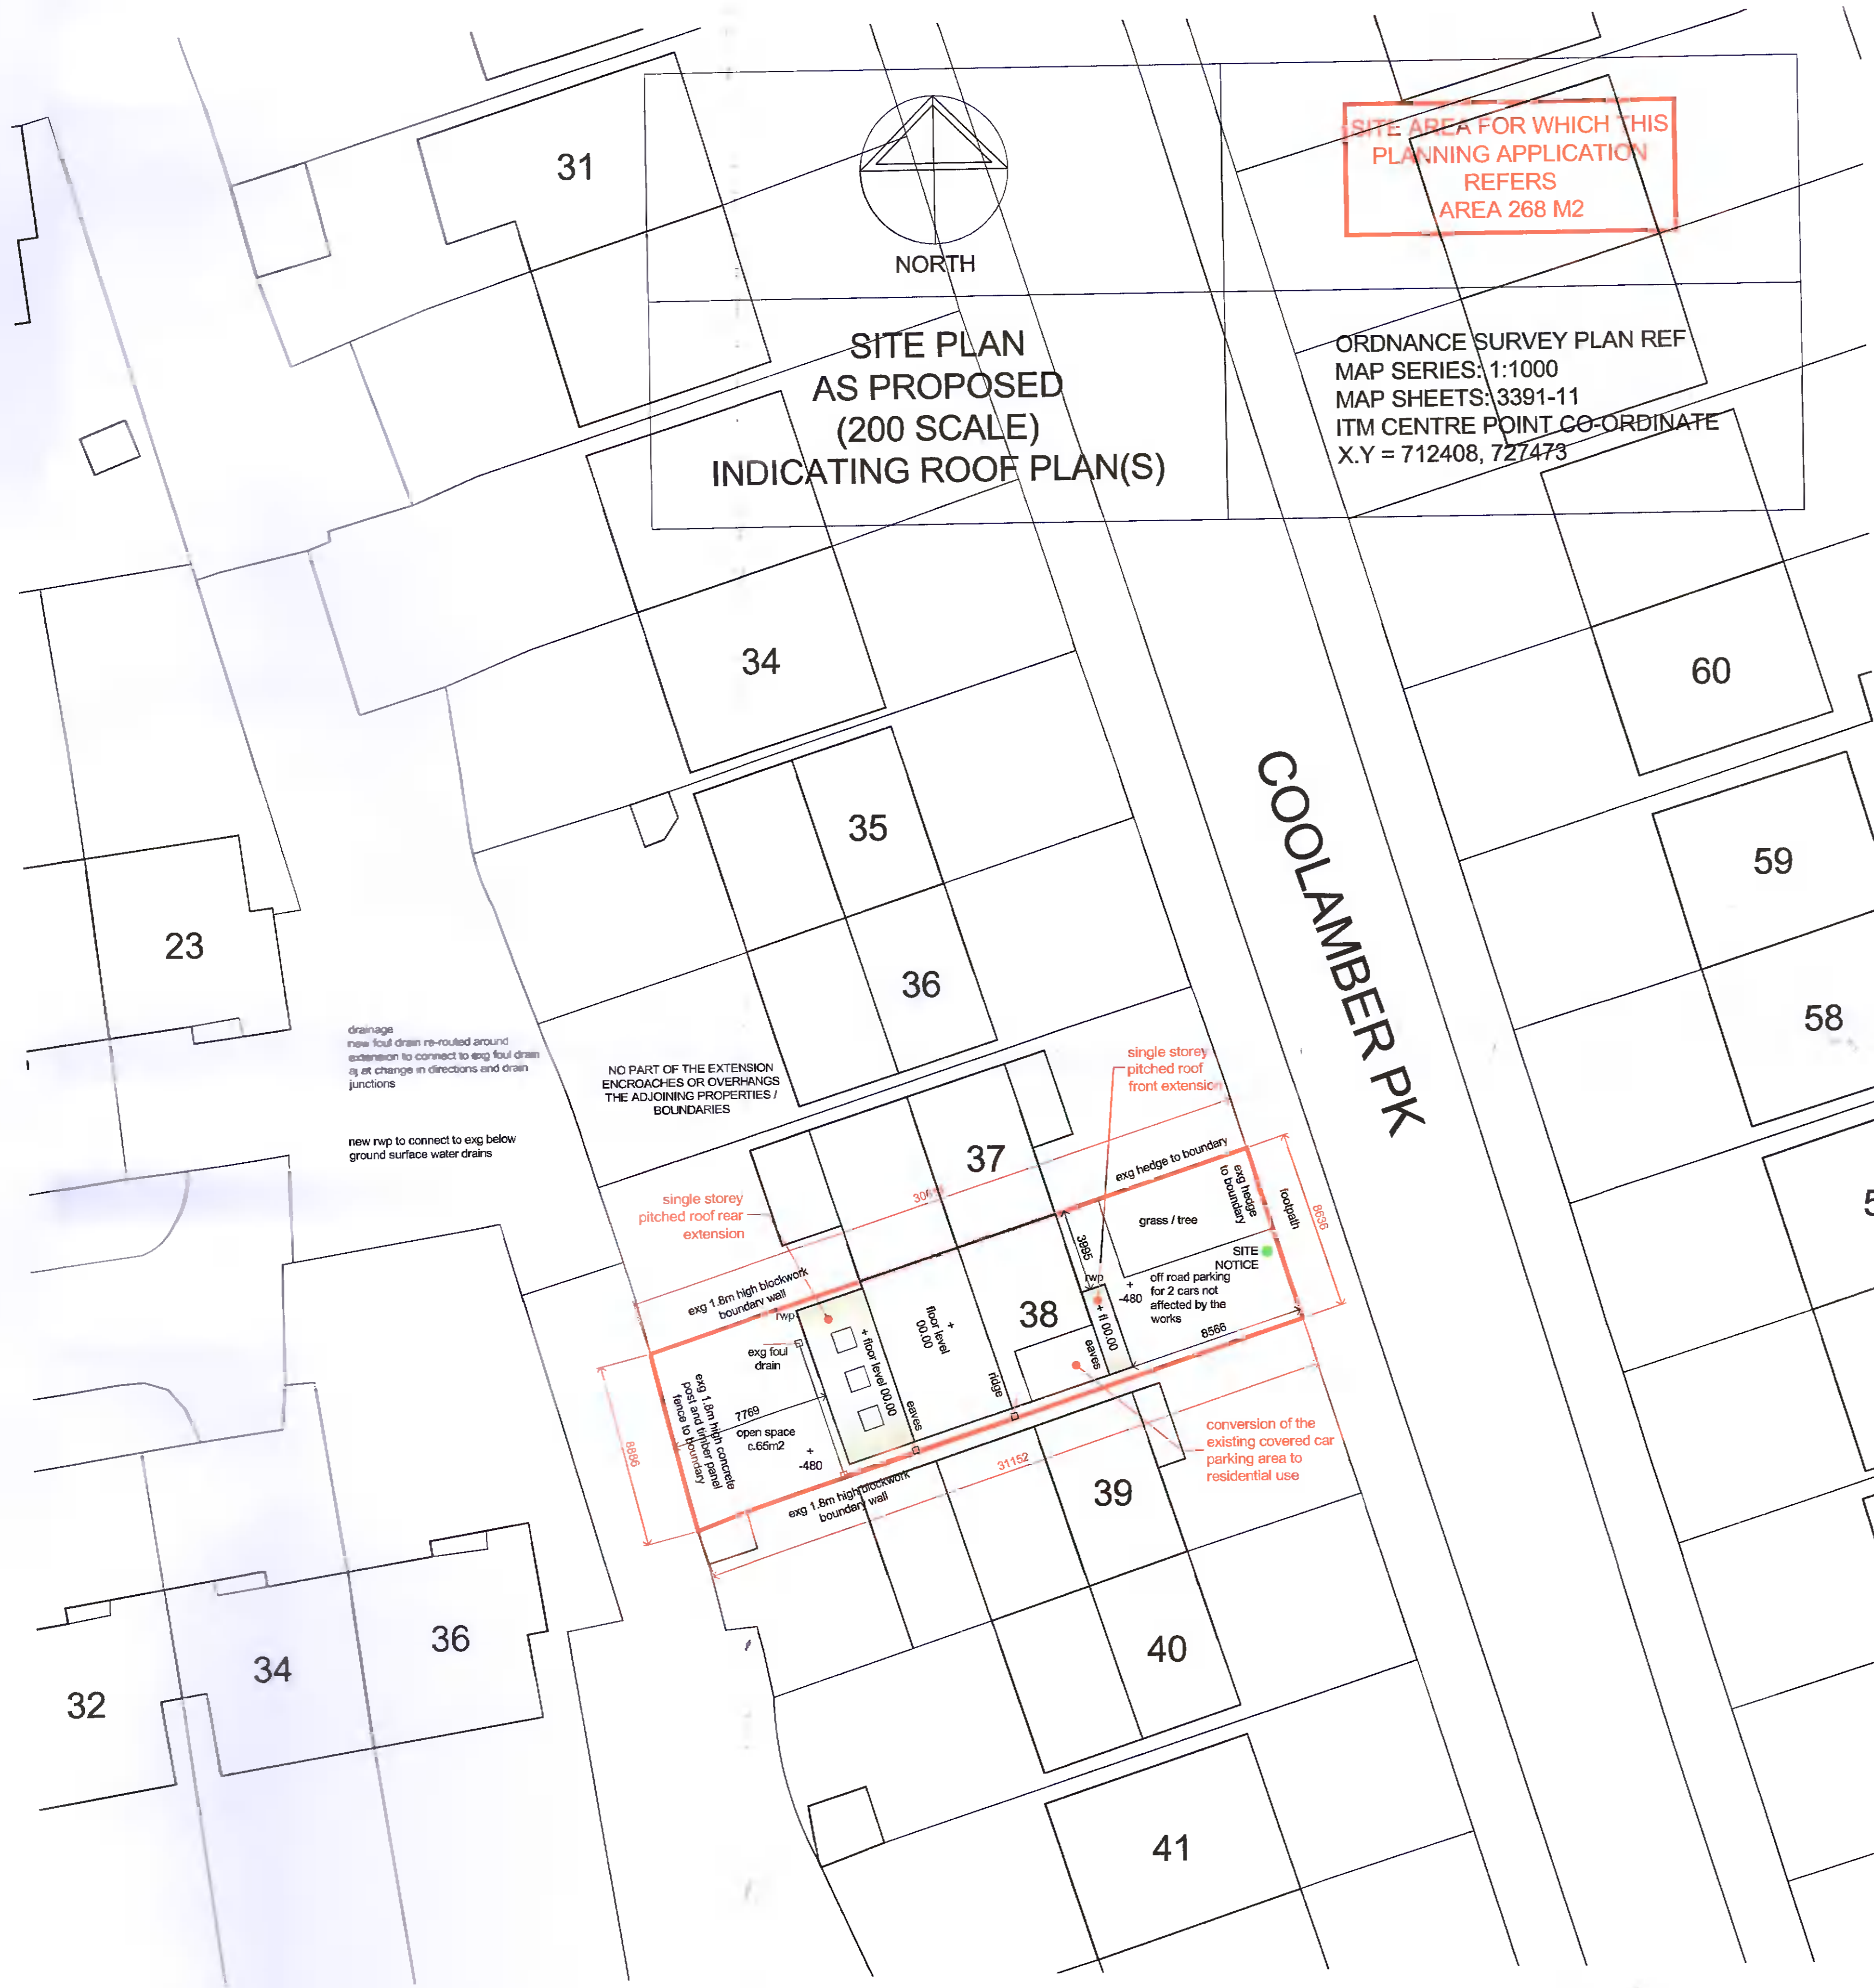 31
NORTH
SITE AREA FOR WHICH THIS
PLANNING APPLICATION
REFERS
AREA 268 M2
SITE PLAN
AS PROPOSED
(200 SCALE)
INDICATING ROOF PLAN(S)
ORDNANCE SURVEY PLAN REF
MAP SERIES: 1:1000
MAP SHEETS: 3391-11
ITM CENTRE POINT CO-ORDINATE
X.Y = 712408, 727473
34
60
35
59
COOLAMBER PK
23
36
58
drainage
new foul drain re-routed around
extension to connect to exg foul drain
aj at change in directions and drain
junctions
new rwp to connect to exg below
ground surface water drains
NO PART OF THE EXTENSION
ENCROACHES OR OVERHANGS
THE ADJOINING PROPERTIES /
BOUNDARIES
single storey
pitched roof
front extension
37
exg hedge to boundary
exg hedge
to boundary
footpath
8636
single storey
pitched roof rear
extension
grass / tree
3995
SITE
NOTICE
exg 1.8m high blockwork
boundary wall
rwp
rwp
+
-480
off road parking
for 2 cars not
affected by the
works
+
floor level
00.00
38
+ fl 00.00
8566
exg foul
drain
+ floor level 00.00
eaves
ridge
eaves
exg 1.8m high concrete
post and timber panel
fence to boundary
7769
open space
c.65m2
+
-480
8886
31152
conversion of the
existing covered car
parking area to
residential use
exg 1.8m high blockwork
boundary wall
39
36
34
32
40
41
5